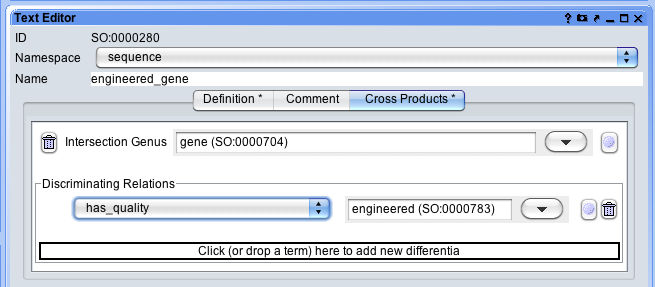 Text Editor
ID SO:0000280
Namespace sequence
Name engineered_gene
Definition * Comment Cross Products *
Intersection Genus gene (SO:0000704)
Discriminating Relations
has_quality engineered (SO:0000783)
Click (or drop a term) here to add new differentia